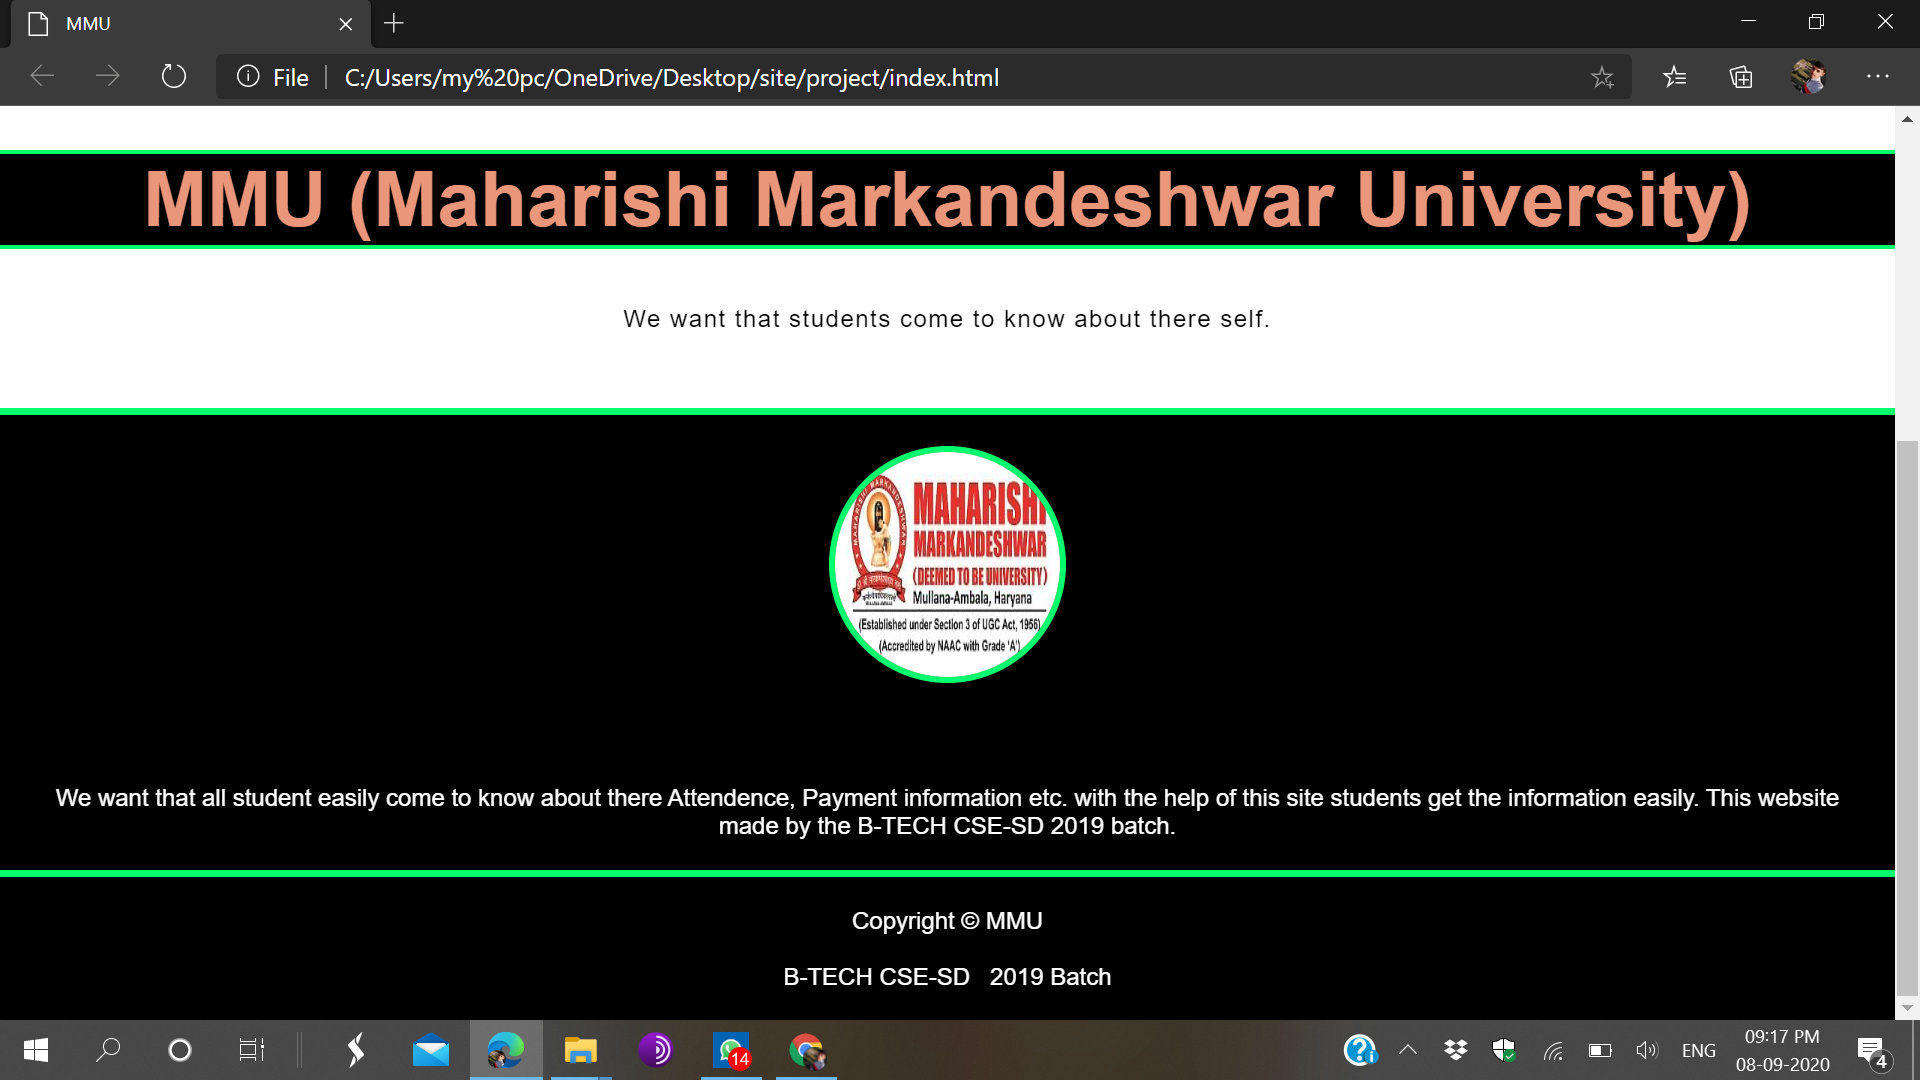 MMU
File
C:/Users/my%20pc/OneDrive/Desktop/site/project/index.html
MMU (Maharishi Markandeshwar University)
We want that students come to know about there self.
MAHARISHI MARKANDESHWAR
MAHARISHI
MARKANDESHWAR
(DEEMED TO BE UNIVERSITY)
Mullana-Ambala, Haryana
(Established under Section 3 of UGC Act, 1956)
(Accredited by NAAC with Grade 'A')
We want that all student easily come to know about there Attendence, Payment information etc. with the help of this site students get the information easily. This website
made by the B-TECH CSE-SD 2019 batch.
Copyright © MMU
B-TECH CSE-SD 2019 Batch
14
ENG
09:17 PM
08-09-2020
4